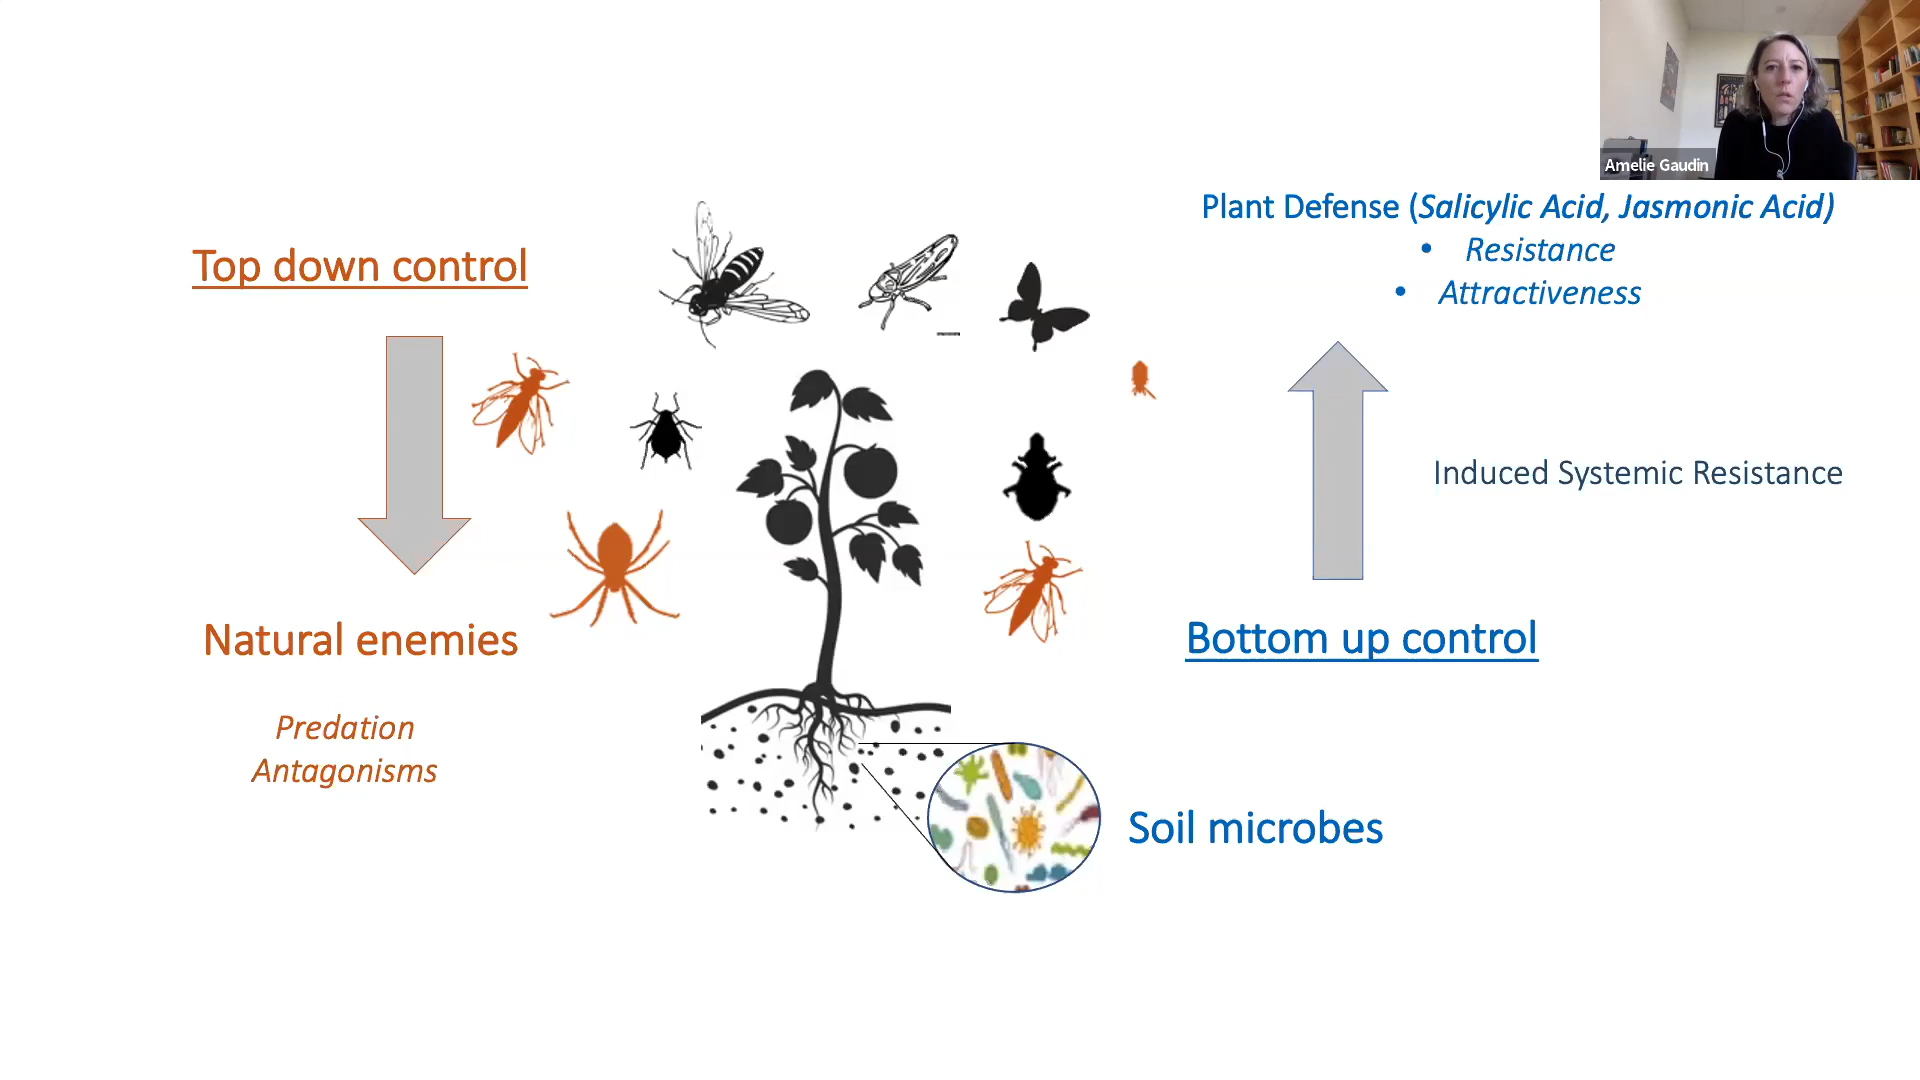 Amelie Gaudin
Plant Defense (Salicylic Acid, Jasmonic Acid)
• Resistance
• Attractiveness
Top down control
Induced Systemic Resistance
Natural enemies
Bottom up control
Predation
Antagonisms
Soil microbes